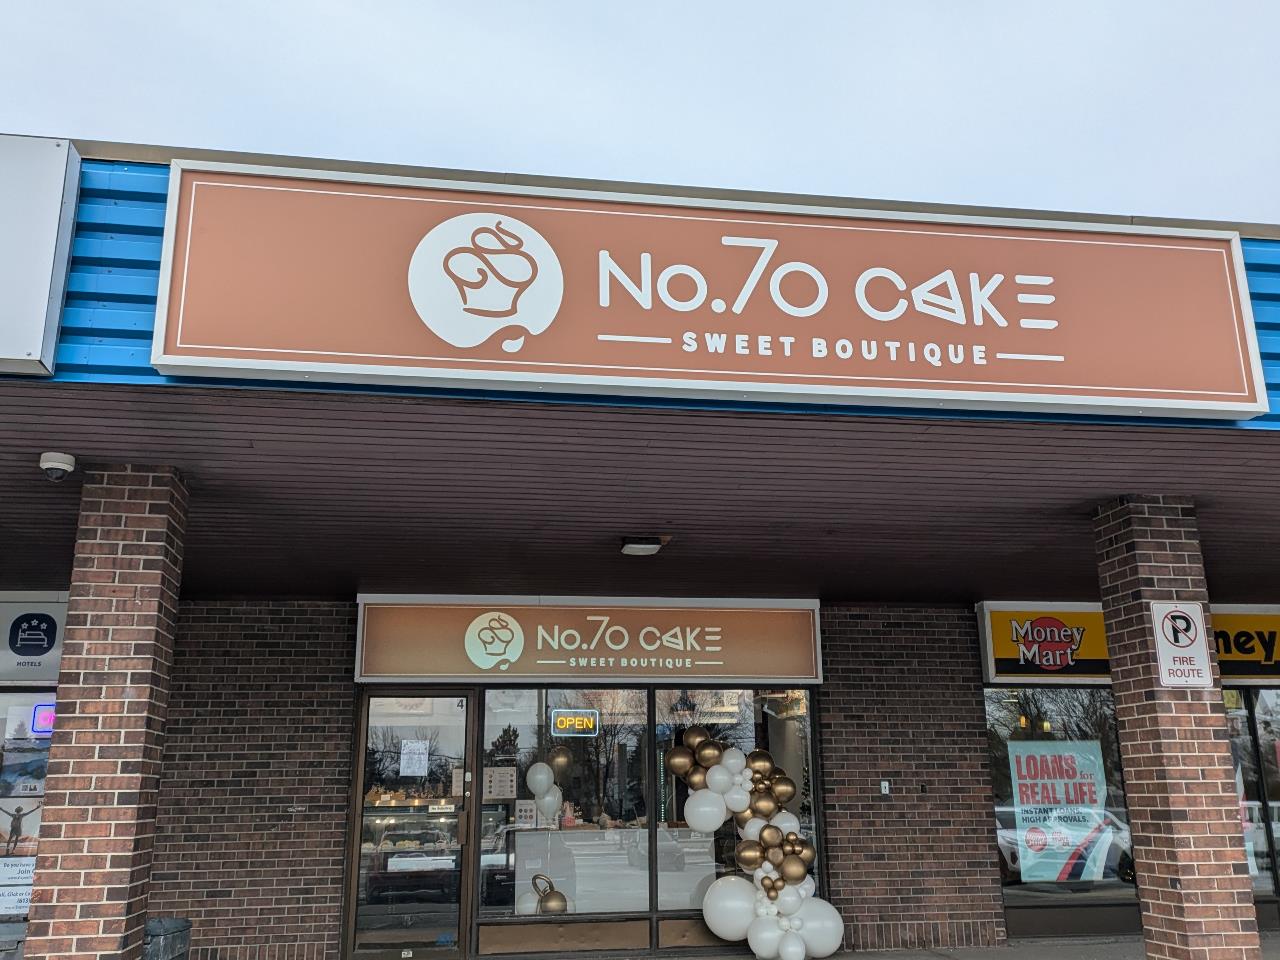 No.70 CAKE
SWEET BOUTIQUE
No.70 CAKE
SWEET BOUTIQUE
HOTELS
4
OPEN
Money
Mart
ney
P
FIRE
ROUTE
LOANS for
REAL LIFE
INSTANT LOANS.
HIGH APPROVALS.